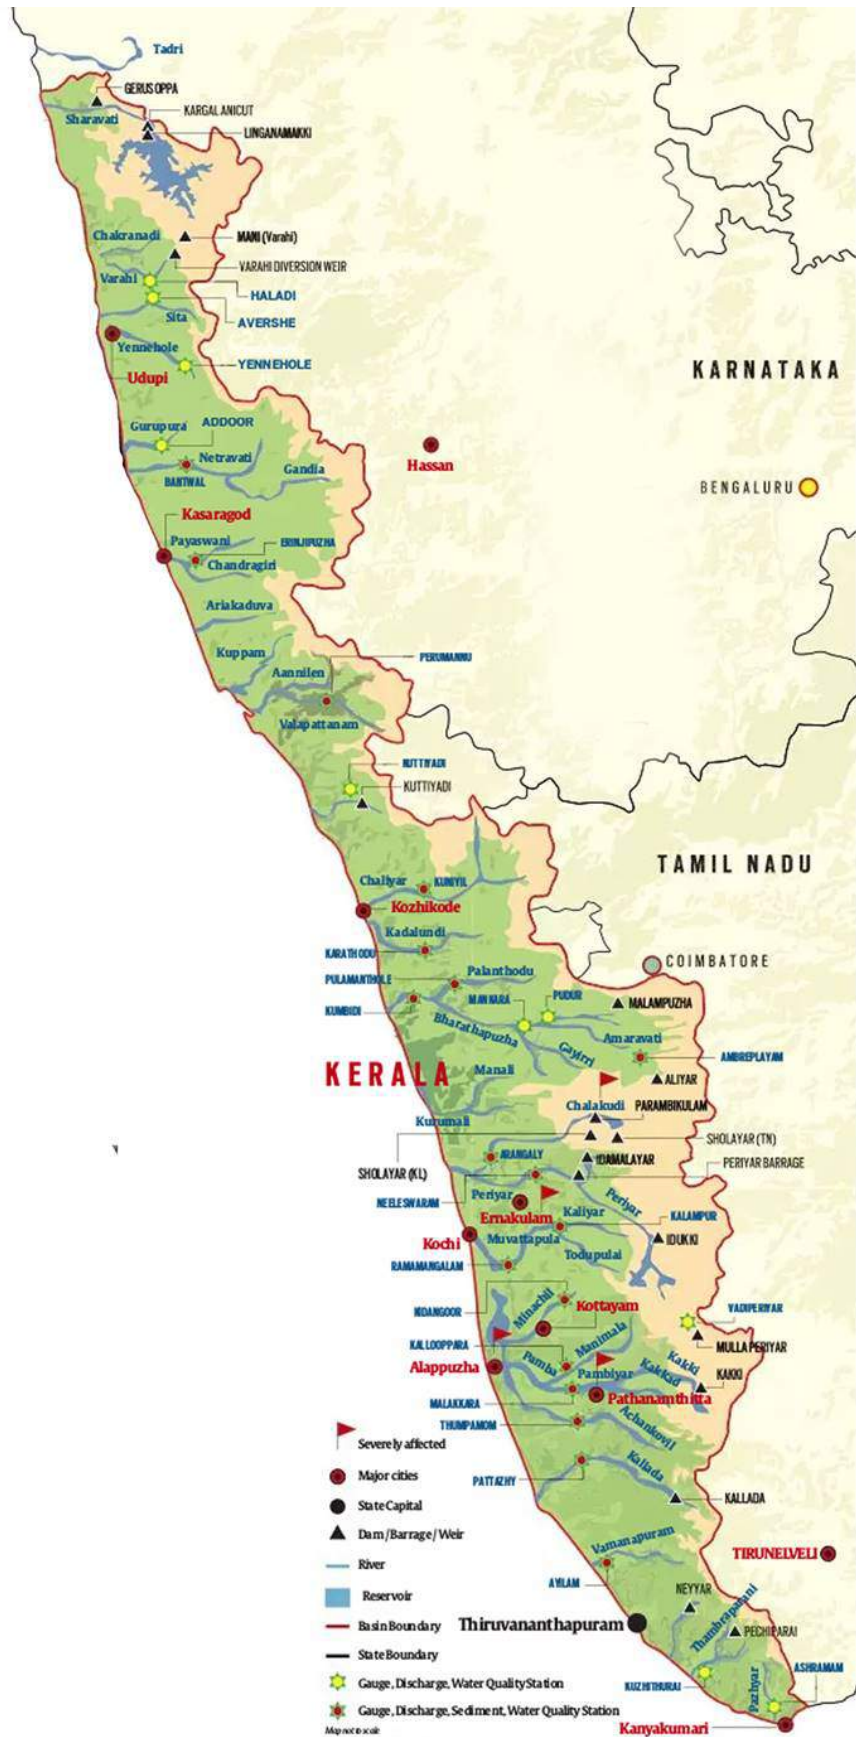 Tadri
GERUSOPPA
KARGAL ANICUT
Sharavati
LINGANAMAKKI
Chakranadi
MANI (Varahi)
VARAHI DIVERSION WEIR
Varahi
HALADI
Sita
AVERSHE
Yennehole
YENNEHOLE
KARNATAKA
Udupi
Gurupura
ADDOOR
Netravati
Hassan
Gandia
BANTWAL
BENGALURU
Kasaragod
Payaswani
ERINJIPUZHA
Chandragiri
Ariakaduva
Kuppam
PERUMANNU
Aannilen
Valapattanam
KUTTIYADI
KUTTIYADI
TAMIL NADU
Chaliyar
KUNIYIL
Kozhikode
Kadalundi
KARATHODU
COIMBATORE
Palanthodu
PULAMANTHOLE
MANNARA
PUDUR
MALAMPUZHA
KUMBIDI
Bharathapuzha
Amaravati
Gayirri
AMBREPLAYAM
KERALA
Manali
ALIYAR
Chalakudi
PARAMBIKULAM
Kurumali
SHOLAYAR (TN)
ARANGALY
IDAMALAYAR
PERIYAR BARRAGE
SHOLAYAR (KL)
NEELESWARAM
Periyar
Periyar
Ernakulam
Kaliyar
KALAMPUR
Kochi
Muvattapula
IDUKKI
Todupulai
RAMAMANGALAM
NIDANGOOR
Minachil
Kottayam
VADIPERIYAR
KALLOOPPARA
Manimala
MULLA PERIYAR
Alappuzha
Pamba
Pambiyar
Kakki
Kakkad
KAKKI
MALAKKARA
Pathanamthitta
THUMPAMOM
Achankovil
Severely affected
PATTAZHY
Kallada
Major cities
KALLADA
State Capital
Dam/Barrage/Weir
Vamanapuram
TIRUNELVELI
River
AYILAM
Reservoir
NEYYAR
Basin Boundary
Thiruvananthapuram
Thambraparani
PECHIPARAI
State Boundary
ASHRAMAM
Gauge, Discharge, Water Quality Station
KUZHITHURAI
Pazhyar
Gauge, Discharge, Sediment, Water Quality Station
Kanyakumari
Map not to scale